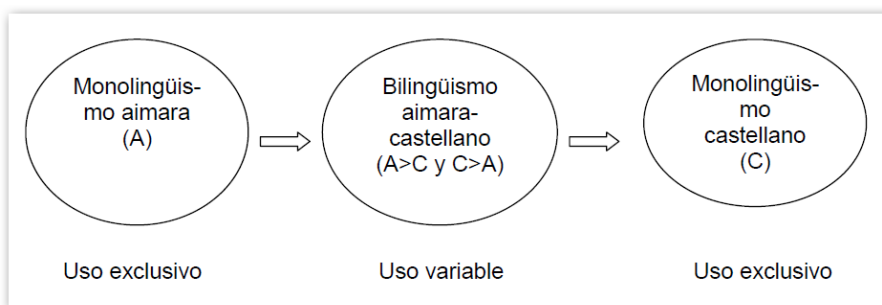 Monolingüis-
mo aimara
(A)
Bilingüismo
aimara-
castellano
(A>C y C>A)
Monolingüis-
mo
castellano
(C)
Uso exclusivo
Uso variable
Uso exclusivo